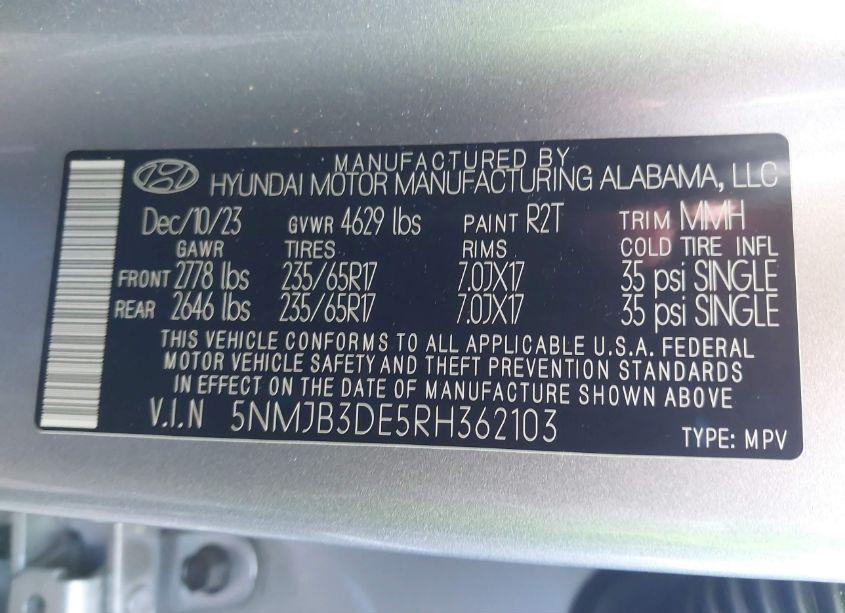 MANUFACTURED BY
HYUNDAI MOTOR MANUFACTURING ALABAMA, LLC
Dec/10/23 GVWR 4629 lbs PAINT R2T TRIM MMH
GAWR TIRES RIMS COLD TIRE INFL
FRONT 2778 lbs 235/65R17 7.0JX17 35 psi SINGLE
REAR 2646 lbs 235/65R17 7.0JX17 35 psi SINGLE
THIS VEHICLE CONFORMS TO ALL APPLICABLE U.S.A. FEDERAL
MOTOR VEHICLE SAFETY AND THEFT PREVENTION STANDARDS
IN EFFECT ON THE DATE OF MANUFACTURE SHOWN ABOVE
V.I.N 5NMJB3DE5RH362103
TYPE: MPV